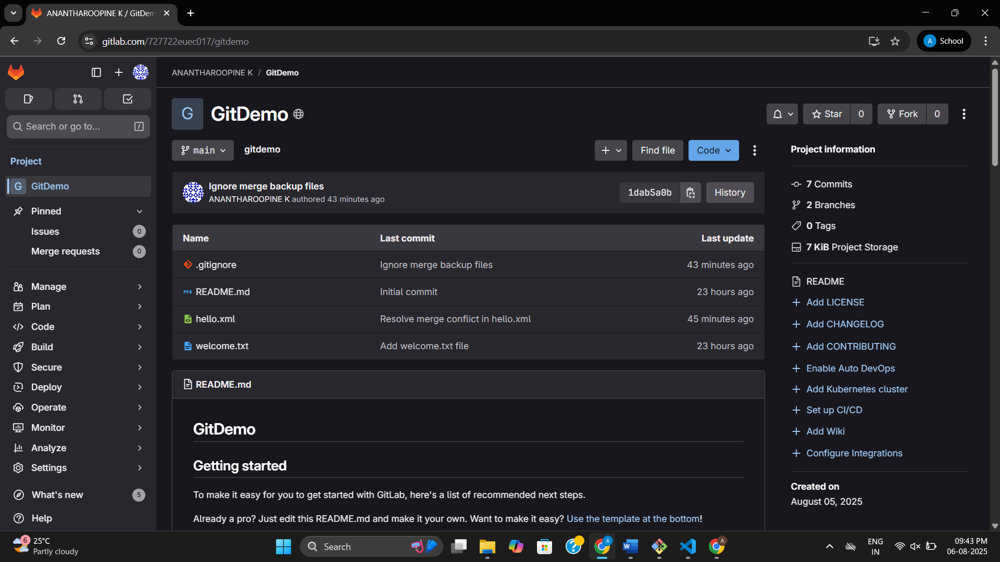 ANANTHAROOPINE K / GitDem
gitlab.com/727722euec017/gitdemo
A School
ANANTHAROOPINE K / GitDemo
Search or go to... /
Project
G GitDemo
Pinned
Issues 0
Merge requests 0
Manage
Plan
Code
Build
Secure
Deploy
Operate
Monitor
Analyze
Settings
What's new 5
Help
G GitDemo
Star 0 Fork 0
main gitdemo Find file Code
Ignore merge backup files
ANANTHAROOPINE K authored 43 minutes ago
1dab5a0b History
Name Last commit Last update
.gitignore Ignore merge backup files 43 minutes ago
README.md Initial commit 23 hours ago
hello.xml Resolve merge conflict in hello.xml 45 minutes ago
welcome.txt Add welcome.txt file 23 hours ago
README.md
GitDemo
Getting started
To make it easy for you to get started with GitLab, here's a list of recommended next steps.
Already a pro? Just edit this README.md and make it your own. Want to make it easy? Use the template at the bottom!
Project information
7 Commits
2 Branches
0 Tags
7 KiB Project Storage
README
Add LICENSE
Add CHANGELOG
Add CONTRIBUTING
Enable Auto DevOps
Add Kubernetes cluster
Set up CI/CD
Add Wiki
Configure Integrations
Created on
August 05, 2025
6 25°C
Partly cloudy
Search
ENG
IN
09:43 PM
06-08-2025